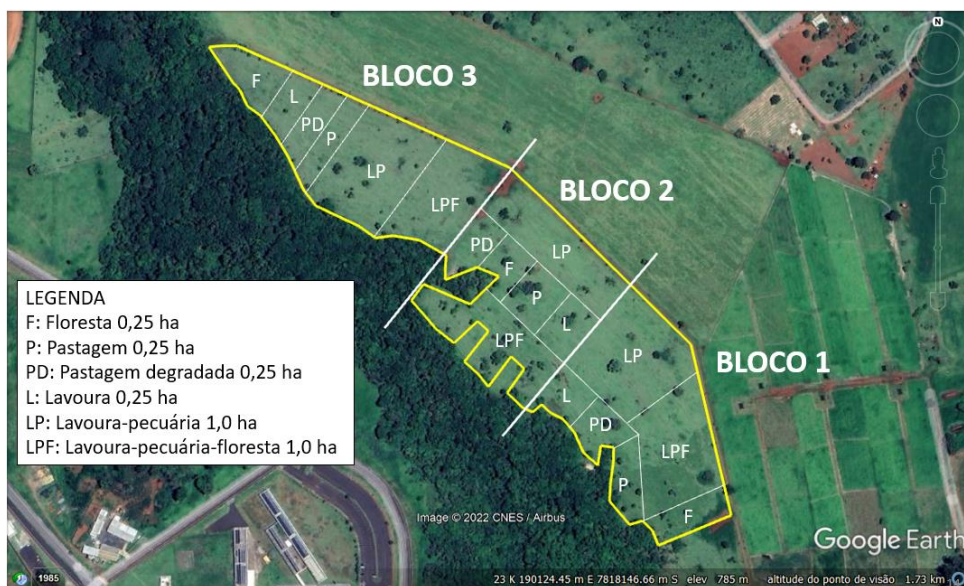 N
BLOCO 3
F
L
PD
P
LP
LPF
BLOCO 2
PD
LP
F
P
L
LPF
LP
BLOCO 1
L
PD
LPF
P
F
LEGENDA
F: Floresta 0,25 ha
P: Pastagem 0,25 ha
PD: Pastagem degradada 0,25 ha
L: Lavoura 0,25 ha
LP: Lavoura-pecuária 1,0 ha
LPF: Lavoura-pecuária-floresta 1,0 ha
Image © 2022 CNES / Airbus
Google Earth
1985
23 K 190124.45 m E 7818146.66 m S elev 785 m altitude do ponto de visão 1.73 km